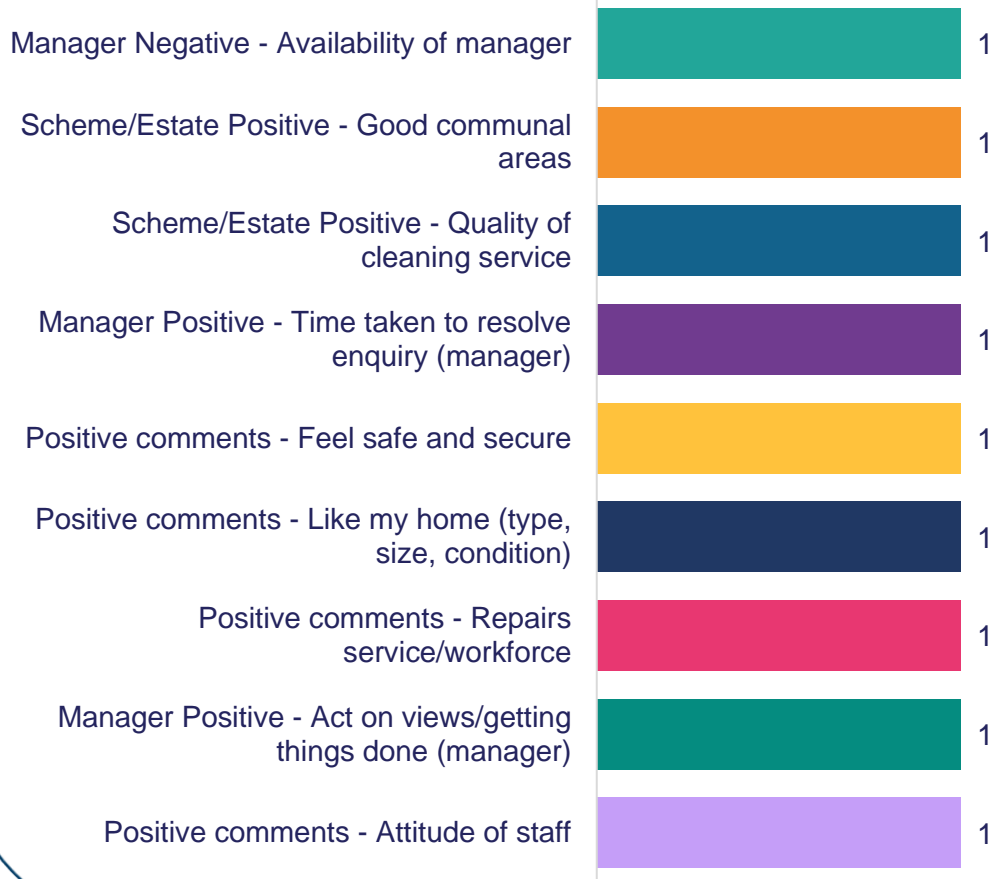 Manager Negative - Availability of manager
1
Scheme/Estate Positive - Good communal
areas
1
Scheme/Estate Positive - Quality of
cleaning service
1
Manager Positive - Time taken to resolve
enquiry (manager)
1
Positive comments - Feel safe and secure
1
Positive comments - Like my home (type,
size, condition)
1
Positive comments - Repairs
service/workforce
1
Manager Positive - Act on views/getting
things done (manager)
1
Positive comments - Attitude of staff
1